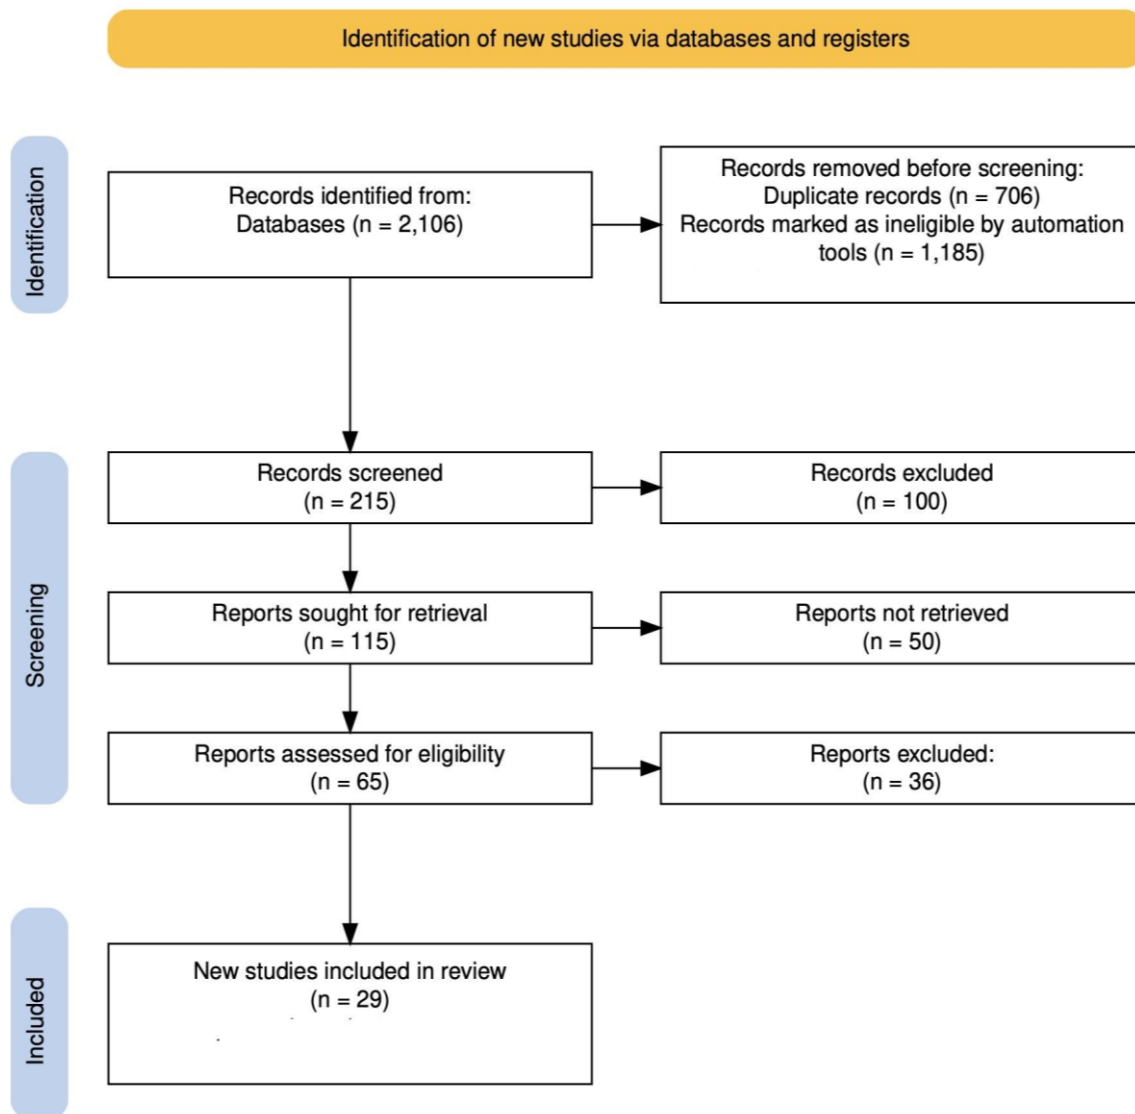 Identification of new studies via databases and registers
Identification
Records identified from:
Databases (n = 2,106)
Records removed before screening:
Duplicate records (n = 706)
Records marked as ineligible by automation
tools (n = 1,185)
Screening
Records screened
(n = 215)
Records excluded
(n = 100)
Reports sought for retrieval
(n = 115)
Reports not retrieved
(n = 50)
Reports assessed for eligibility
(n = 65)
Reports excluded:
(n = 36)
Included
New studies included in review
(n = 29)